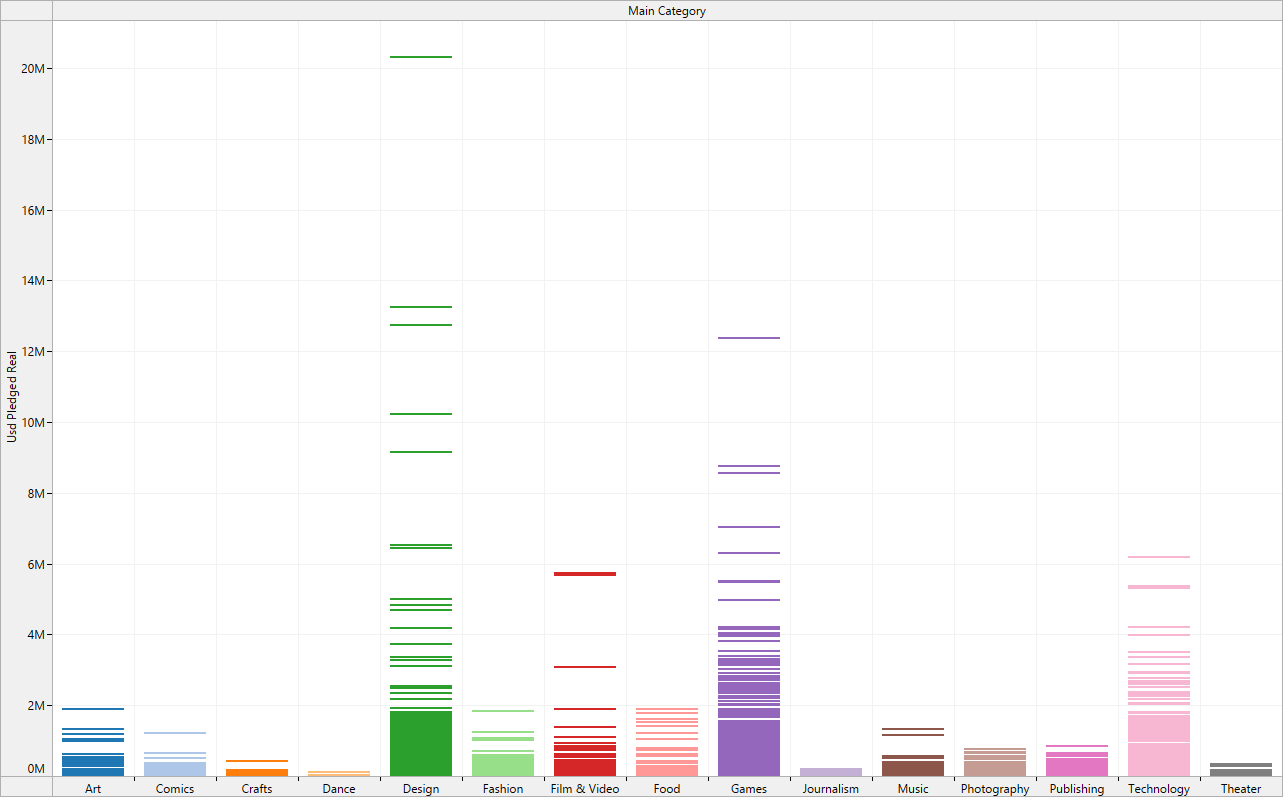 Main Category
Usd Pledged Real
20M
18M
16M
14M
12M
10M
8M
6M
4M
2M
0M
Art Comics Crafts Dance Design Fashion Film & Video Food Games Journalism Music Photography Publishing Technology Theater